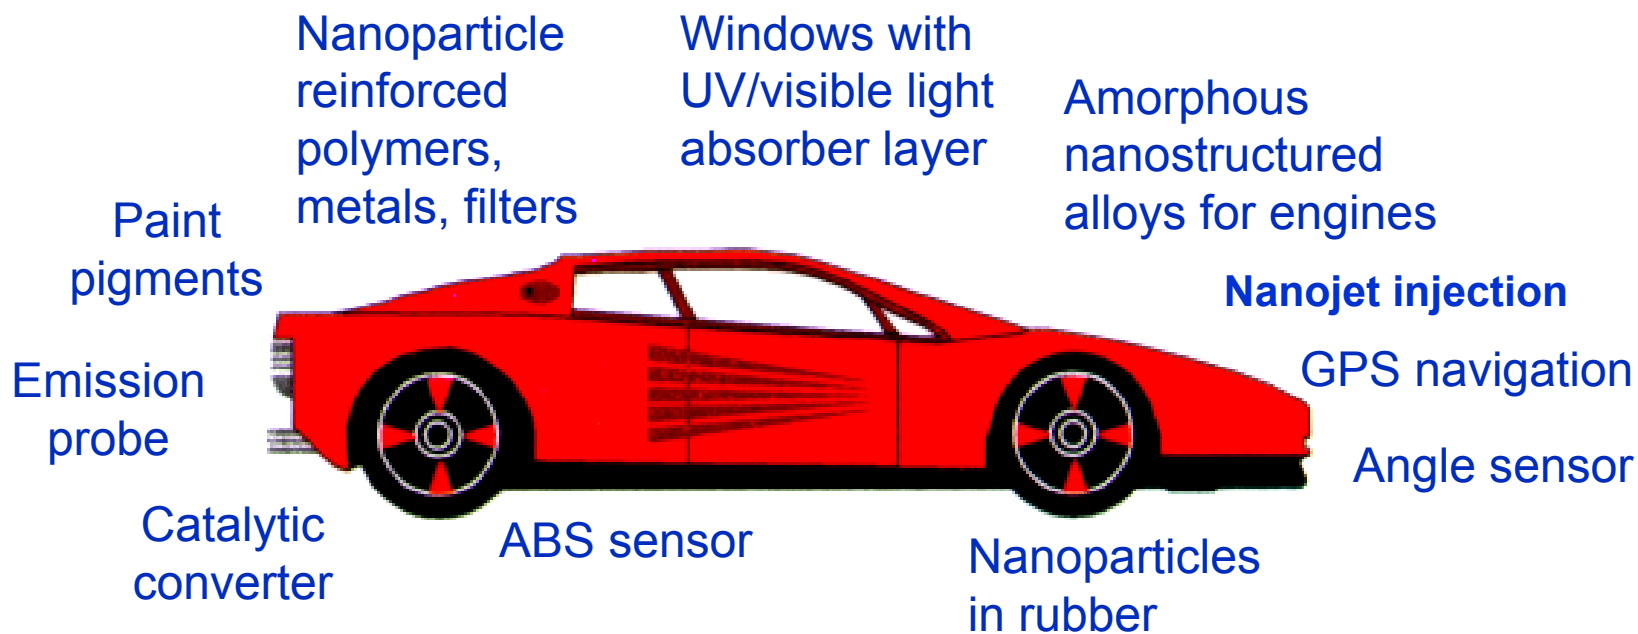 Nanoparticle
reinforced
polymers,
metals, filters
Windows with
UV/visible light
absorber layer
Amorphous
nanostructured
alloys for engines
Paint
pigments
Nanojet injection
Emission
probe
GPS navigation
Angle sensor
Catalytic
converter
ABS sensor
Nanoparticles
in rubber